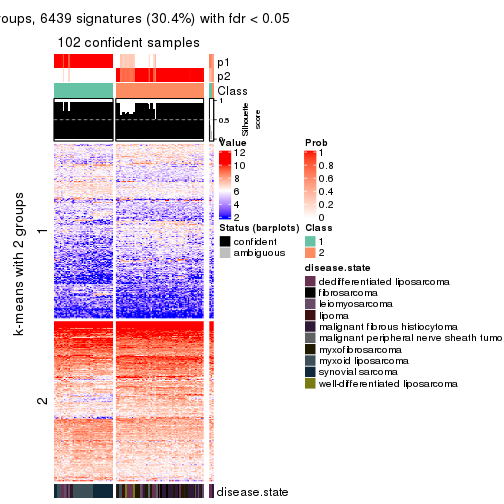 oups, 6439 signatures (30.4%) with fdr < 0.05
102 confident samples
p1
p2
Class
1
0.5
0
Silhouette
score
k-means with 2 groups
1
2
disease.state
Value
12
10
8
6
4
2
Status (barplots)
confident
ambiguous
Prob
1
0.8
0.6
0.4
0.2
0
Class
1
2
disease.state
dedifferentiated liposarcoma
fibrosarcoma
leiomyosarcoma
lipoma
malignant fibrous histiocytoma
malignant peripheral nerve sheath tumo
myxofibrosarcoma
myxoid liposarcoma
synovial sarcoma
well-differentiated liposarcoma